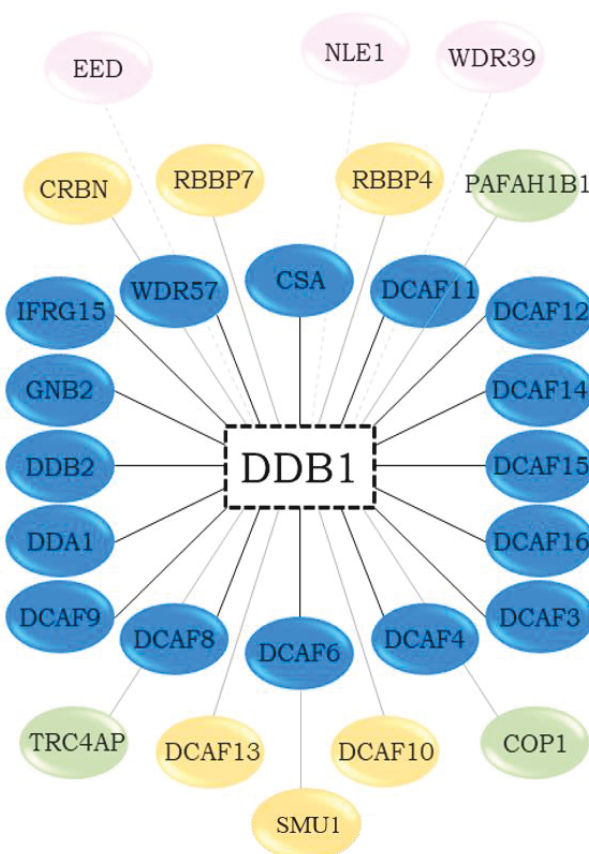 EED
NLE1
WDR39
CRBN
RBBP7
RBBP4
PAFAH1B1
IFRG15
WDR57
CSA
DCAF11
DCAF12
GNB2
DCAF14
DDB2
DDB1
DCAF15
DDA1
DCAF16
DCAF9
DCAF8
DCAF6
DCAF4
DCAF3
TRC4AP
DCAF13
DCAF10
COP1
SMU1